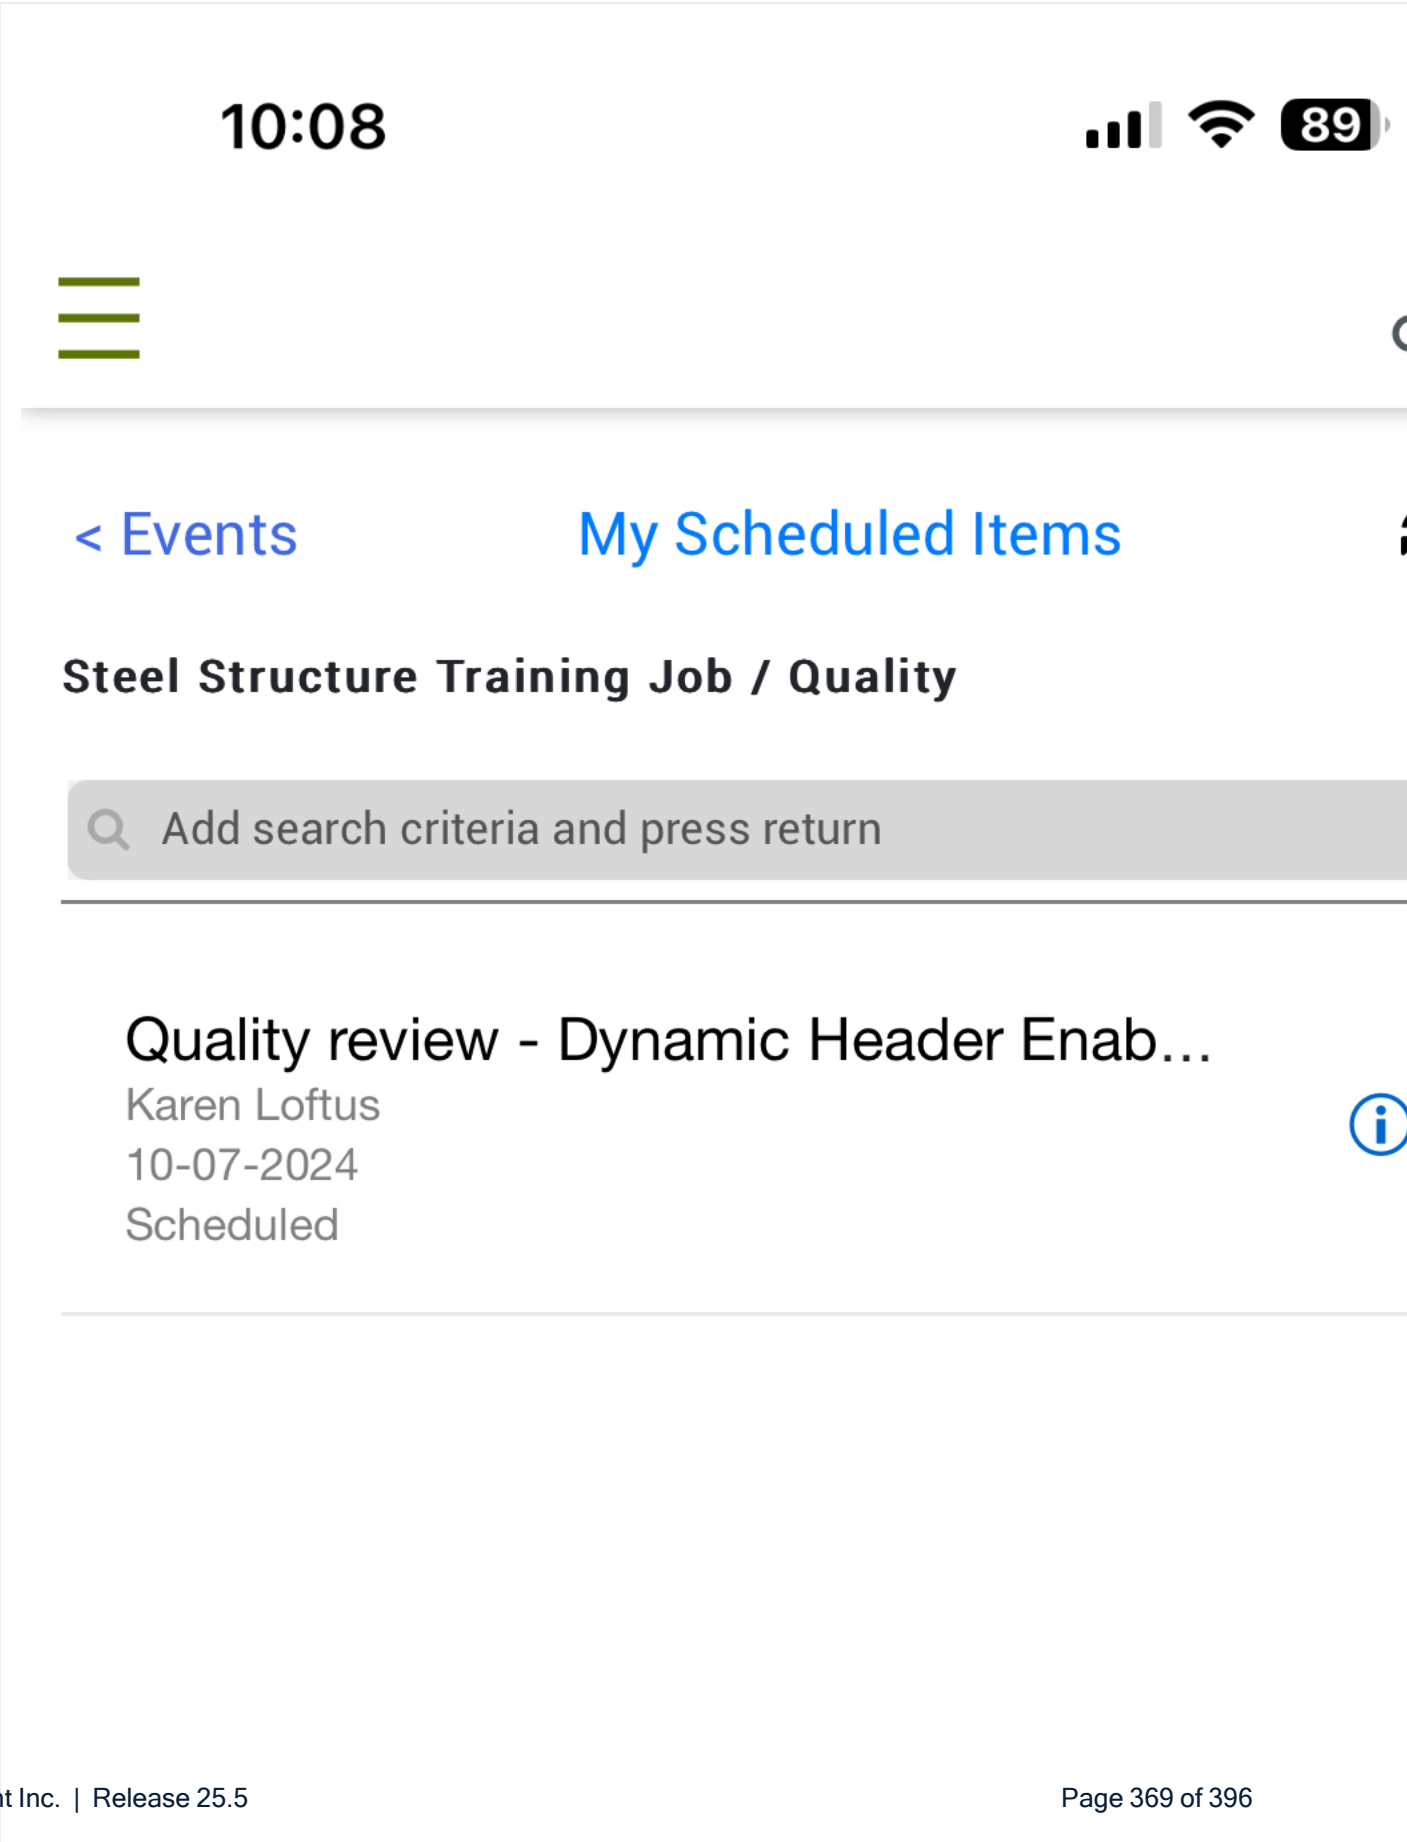 10:08
89
< Events My Scheduled Items
Steel Structure Training Job / Quality
Add search criteria and press return
Quality review - Dynamic Header Enab...
Karen Loftus
10-07-2024
Scheduled
Inc. | Release 25.5 Page 369 of 396